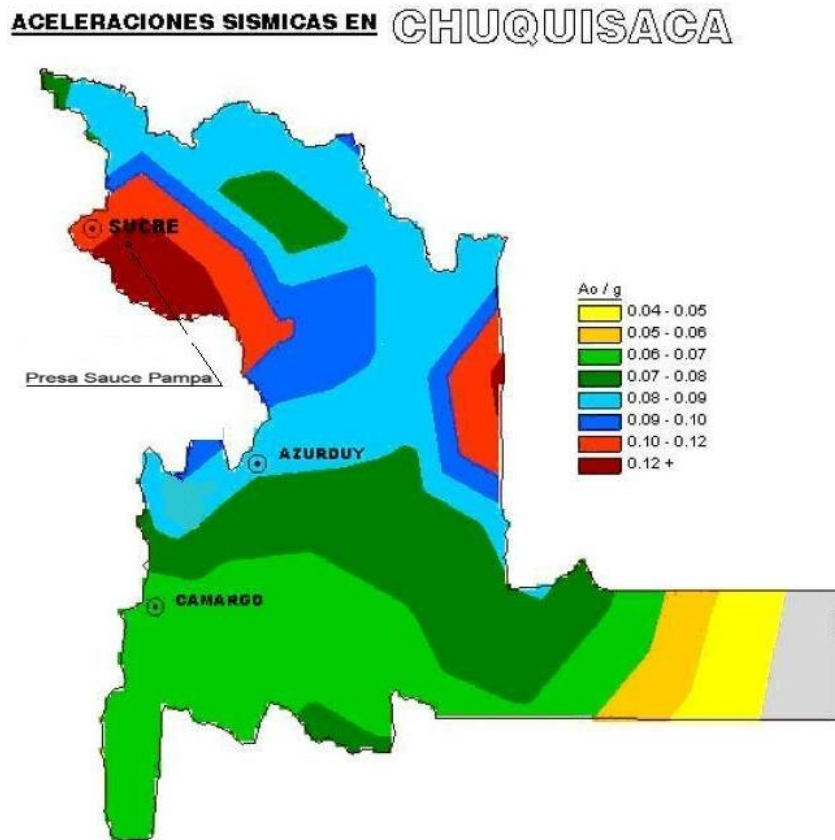 ACELERACIONES SISMICAS EN CHUQUISACA
SUCRE
Ao / g
0.04 - 0.05
0.05 - 0.06
0.06 - 0.07
0.07 - 0.08
0.08 - 0.09
0.09 - 0.10
0.10 - 0.12
0.12 +
Presa Sauce Pampa
AZURDUY
CAMARGO